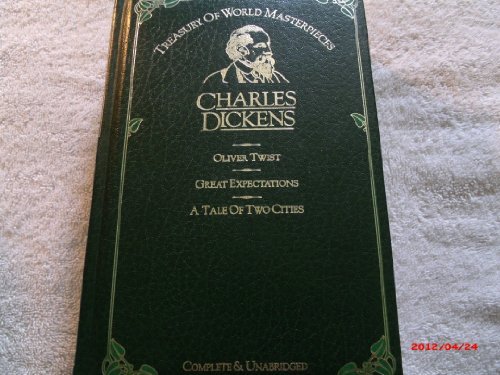 Treasury Of World Masterpieces
Charles
Dickens
Oliver Twist
Great Expectations
A Tale Of Two Cities
Complete & Unabridged
2012/04/24